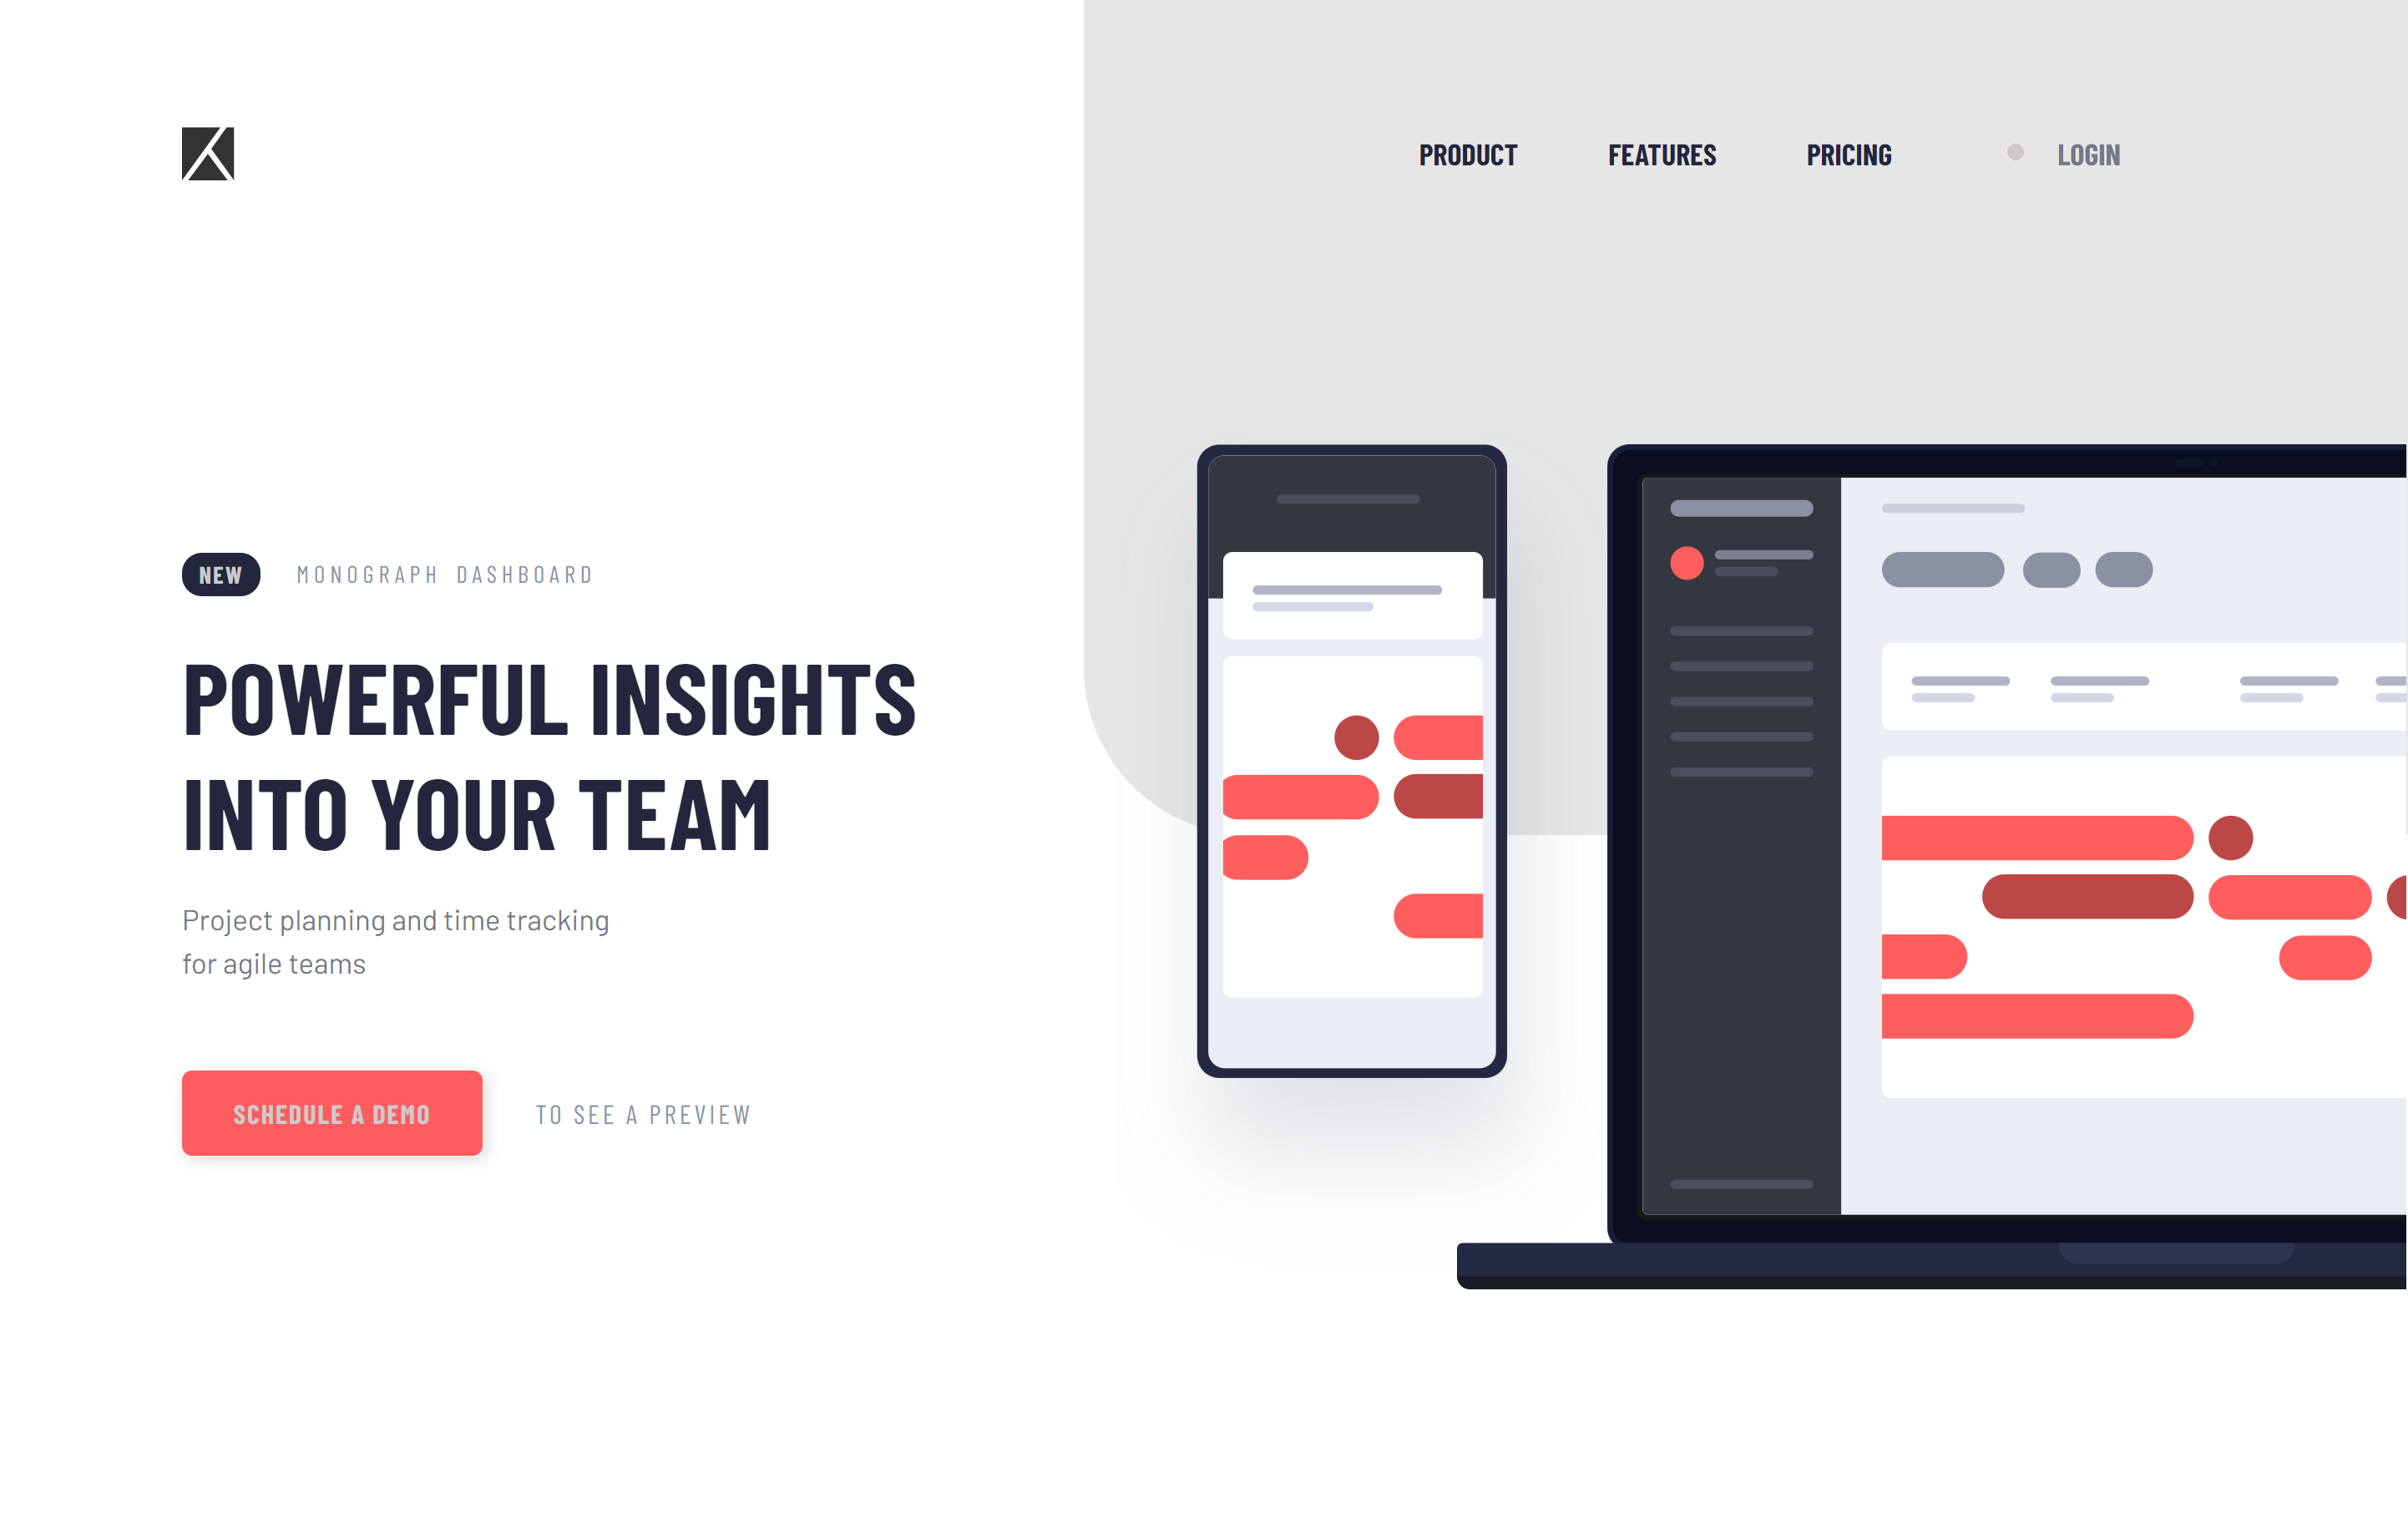 PRODUCT FEATURES PRICING LOGIN
NEW MONOGRAPH DASHBOARD
POWERFUL INSIGHTS
INTO YOUR TEAM
Project planning and time tracking
for agile teams
SCHEDULE A DEMO TO SEE A PREVIEW